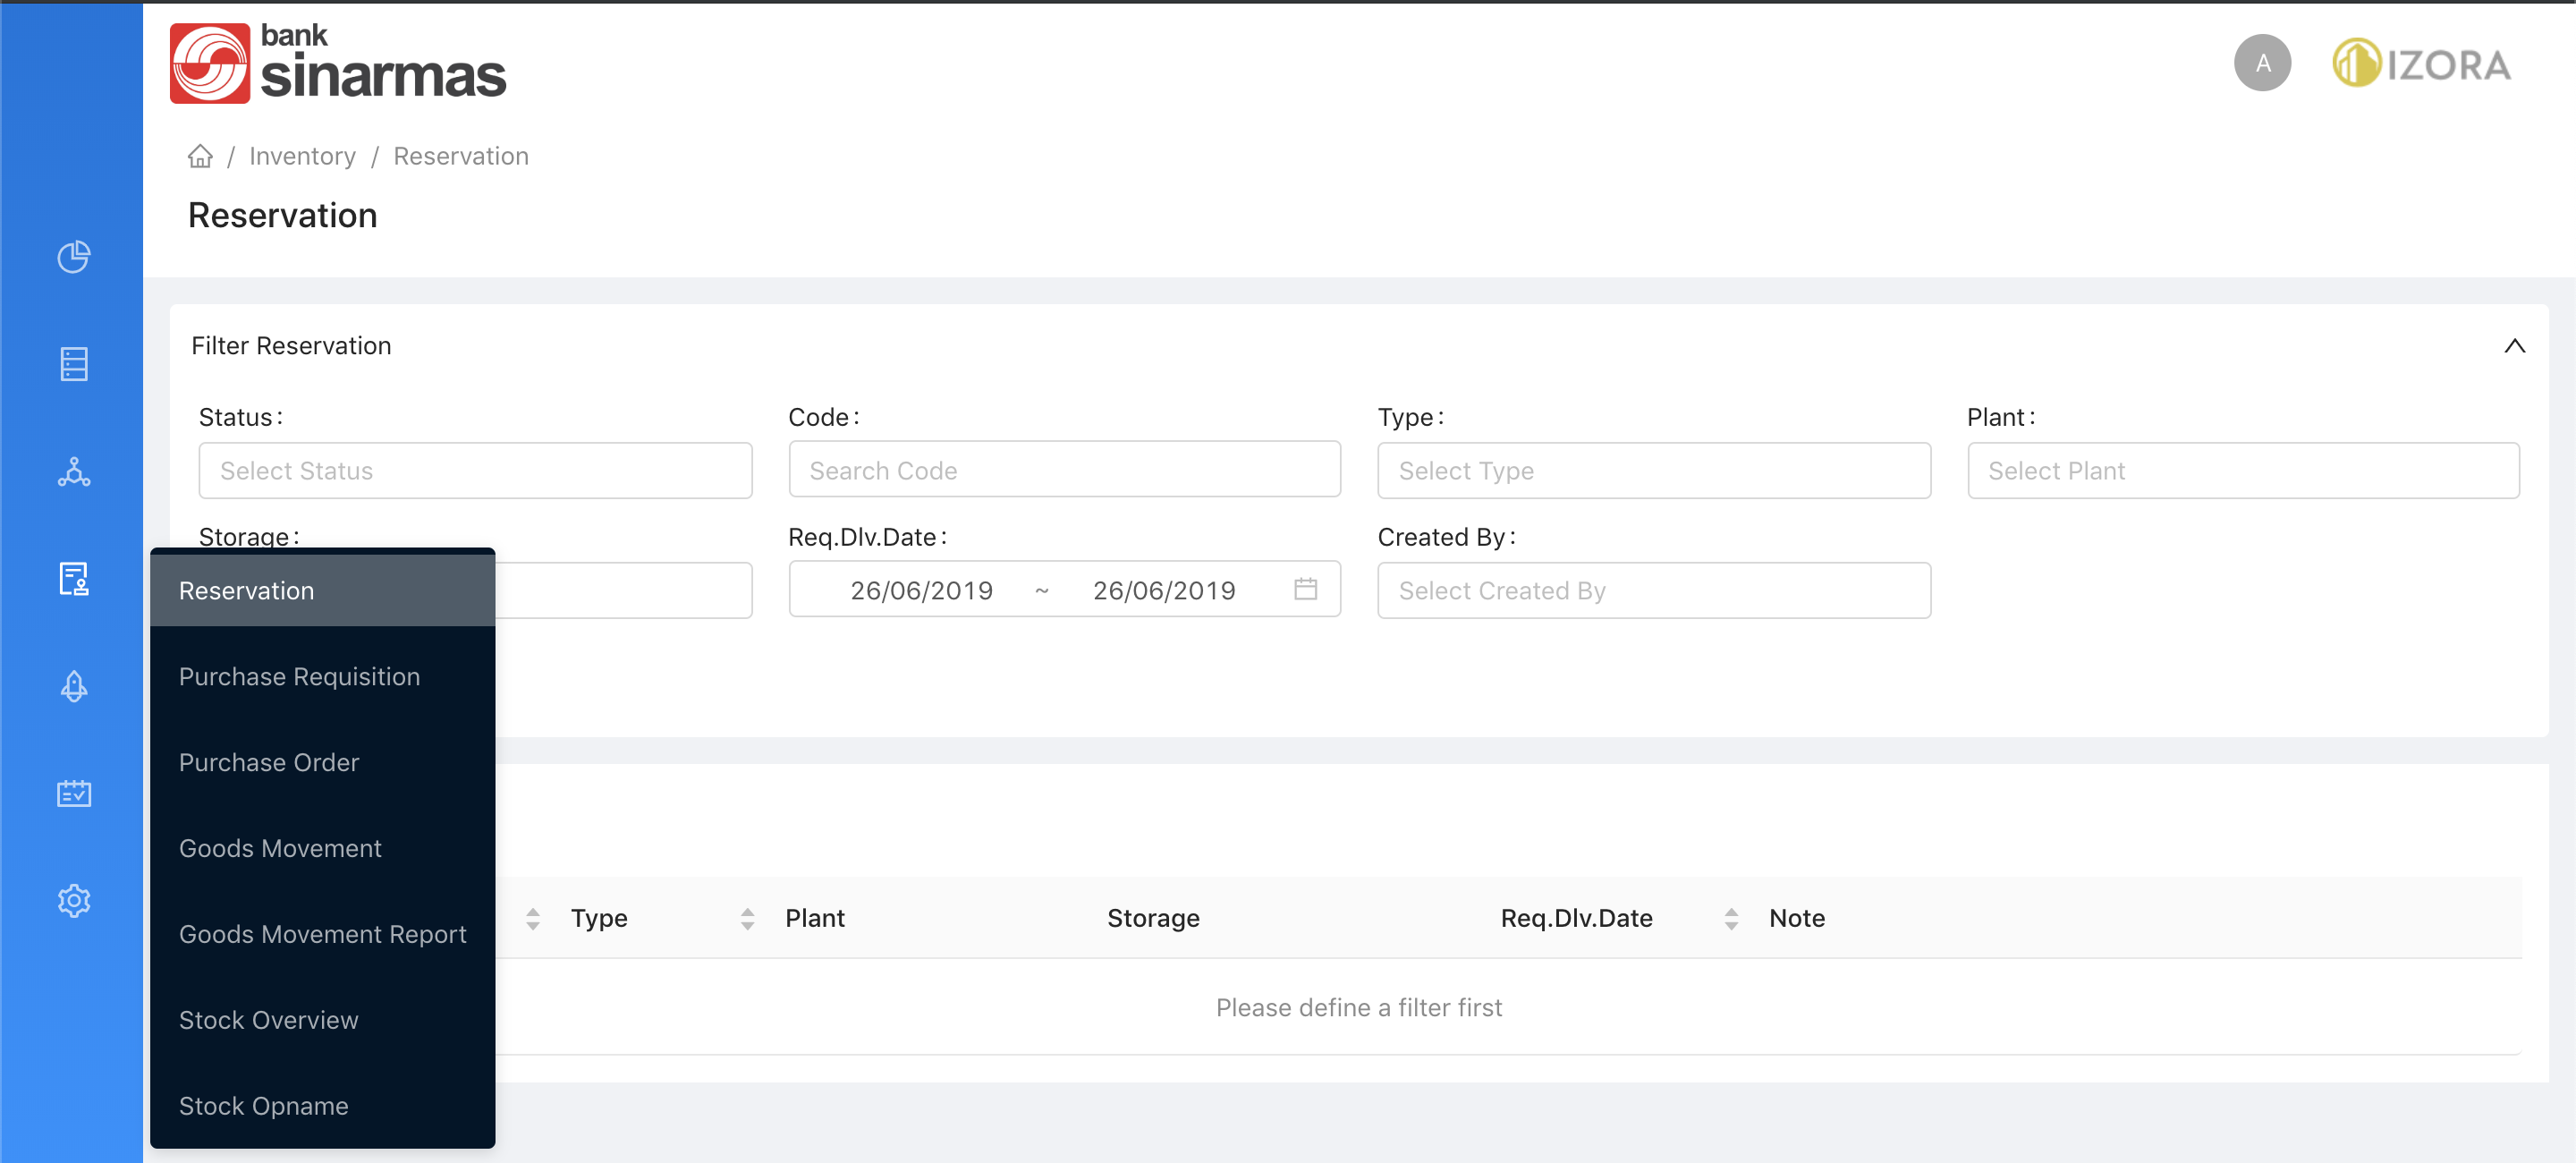 bank
sinarmas
A
IZORA
/ Inventory / Reservation
Reservation
Filter Reservation
Status :
Code :
Type :
Plant :
Select Status
Search Code
Select Type
Select Plant
Storage :
Req.Dlv.Date :
Created By :
26/06/2019 ~ 26/06/2019
Select Created By
Reservation
Purchase Requisition
Purchase Order
Goods Movement
Goods Movement Report
Stock Overview
Stock Opname
Type
Plant
Storage
Req.Dlv.Date
Note
Please define a filter first